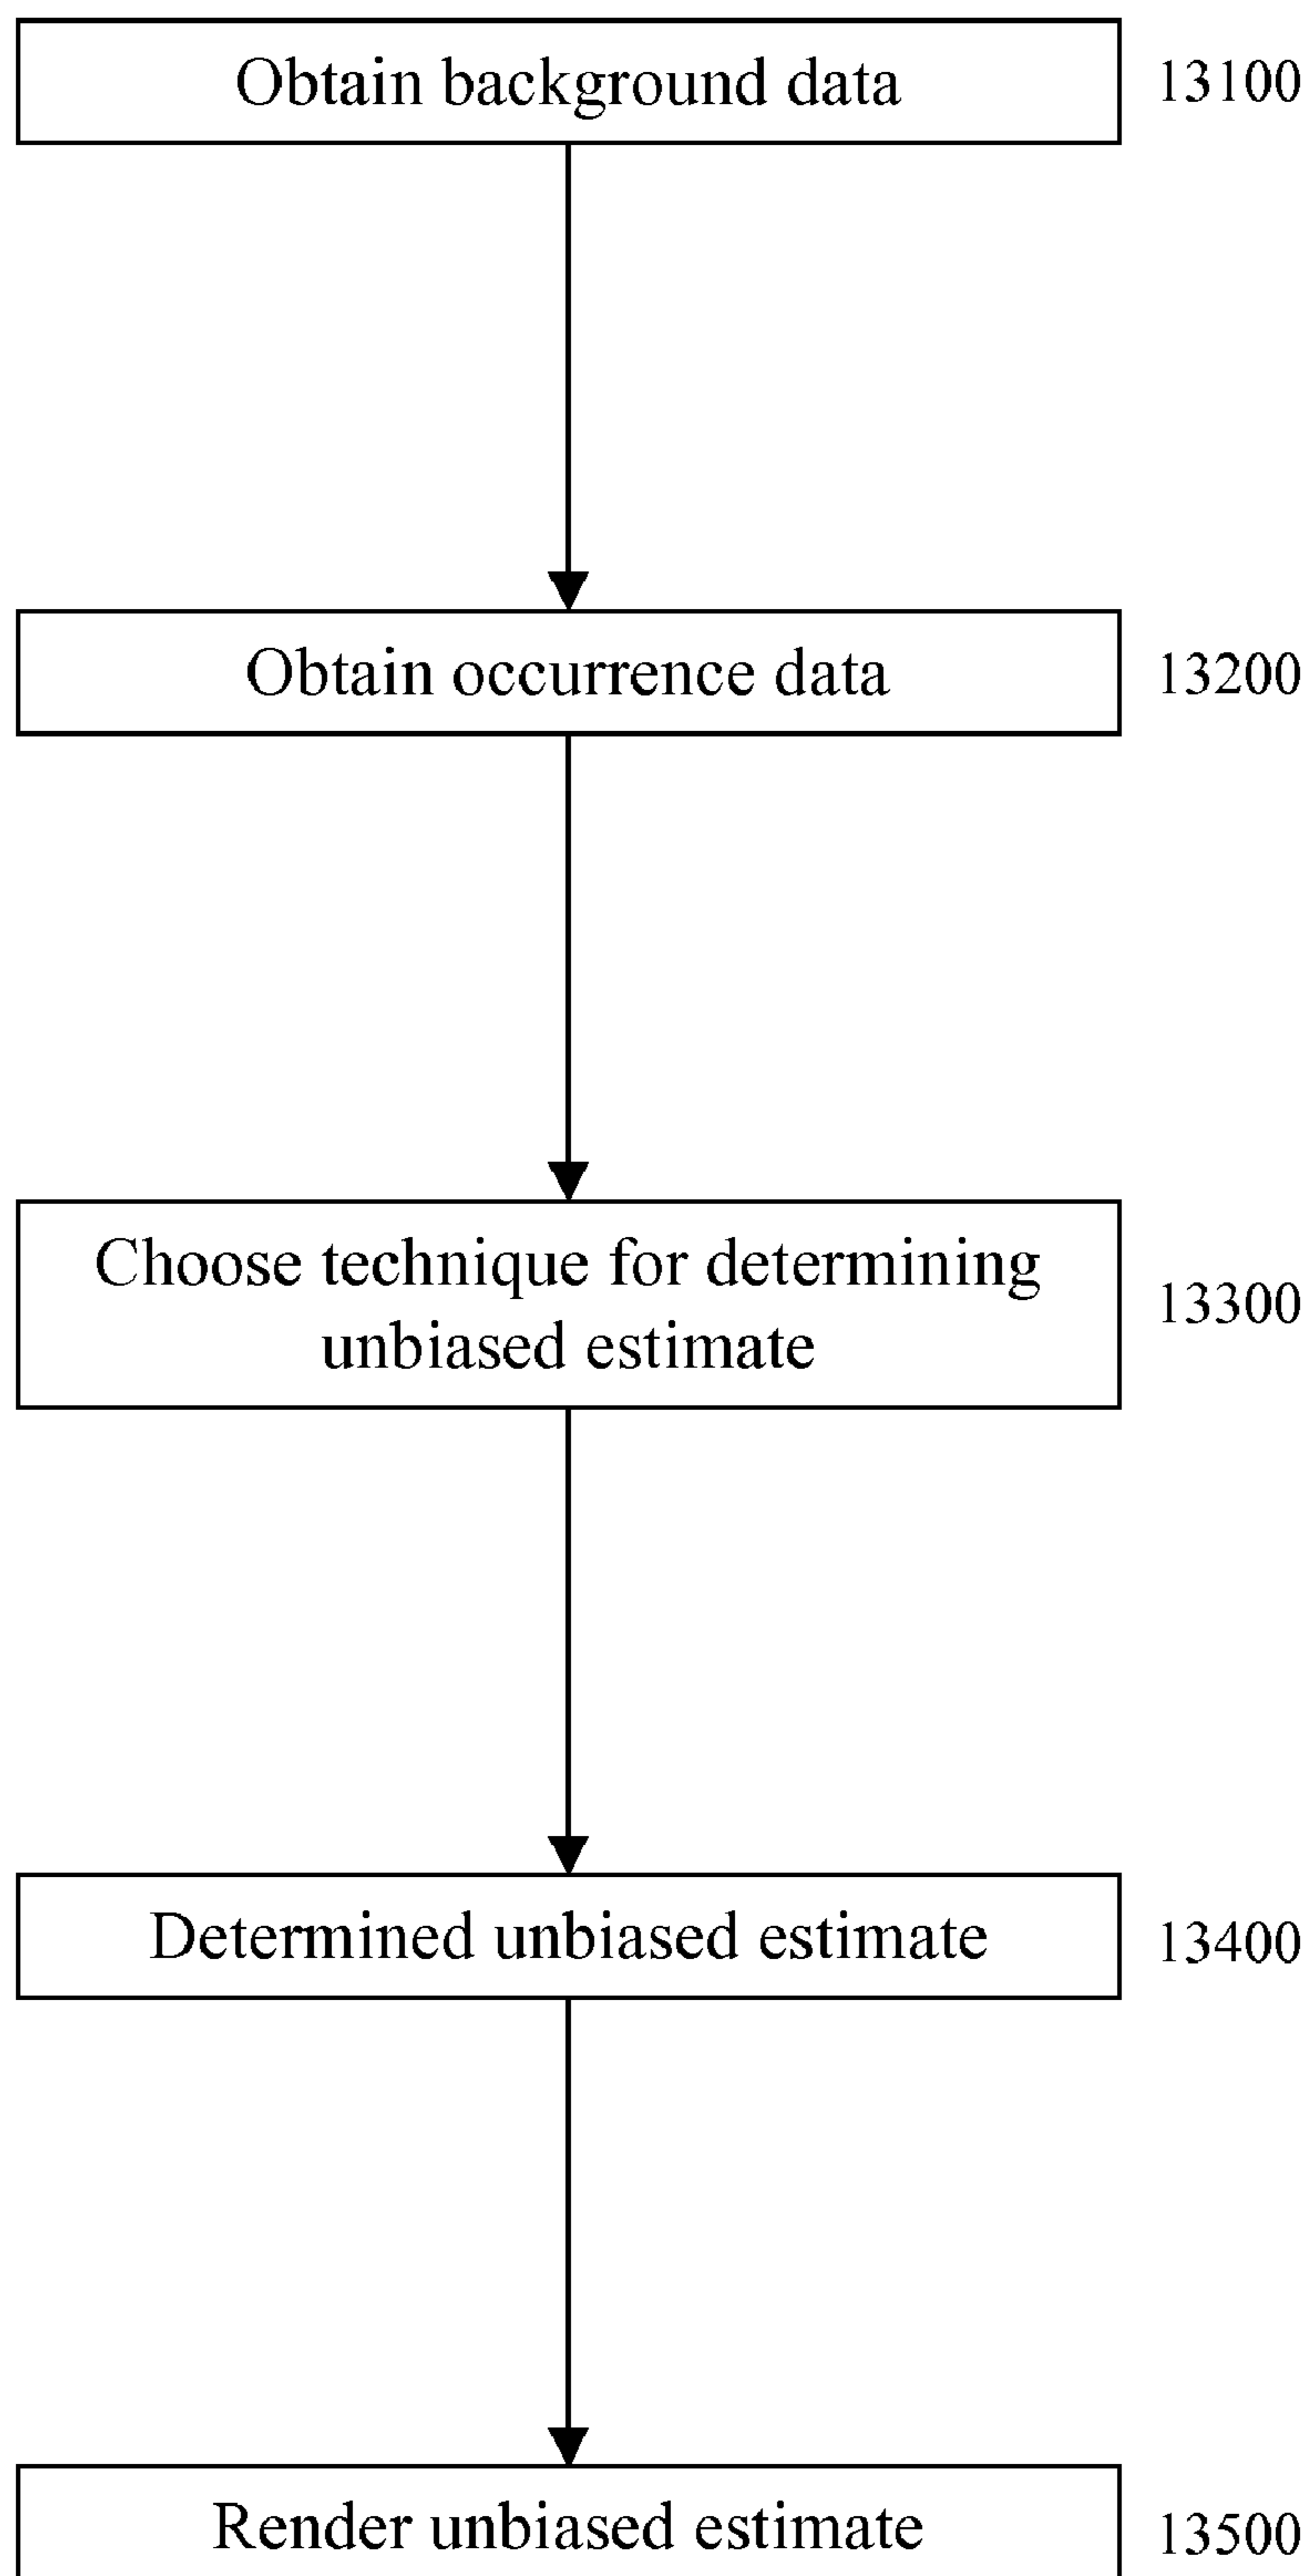 Obtain background data 13100
Obtain occurrence data 13200
Choose technique for determining
unbiased estimate
13300
Determined unbiased estimate 13400
Render unbiased estimate 13500